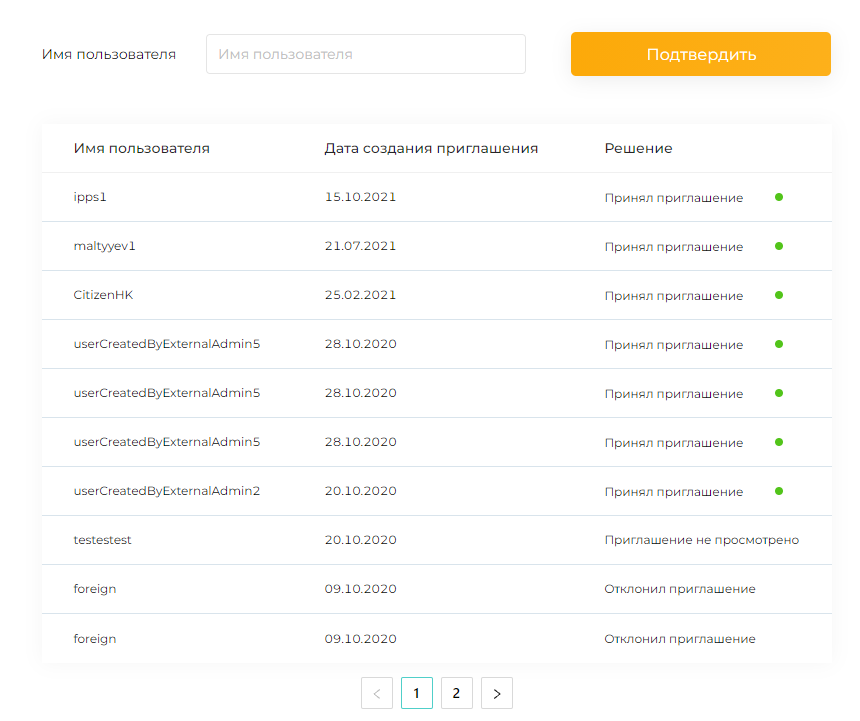 Имя пользователя Имя пользователя Подтвердить
Имя пользователя Дата создания приглашения Решение
ipps1 15.10.2021 Принял приглашение
maltyyev1 21.07.2021 Принял приглашение
CitizenHK 25.02.2021 Принял приглашение
userCreatedByExternalAdmin5 28.10.2020 Принял приглашение
userCreatedByExternalAdmin5 28.10.2020 Принял приглашение
userCreatedByExternalAdmin5 28.10.2020 Принял приглашение
userCreatedByExternalAdmin2 20.10.2020 Принял приглашение
testestest 20.10.2020 Приглашение не просмотрено
foreign 09.10.2020 Отклонил приглашение
foreign 09.10.2020 Отклонил приглашение
< 1 2 >